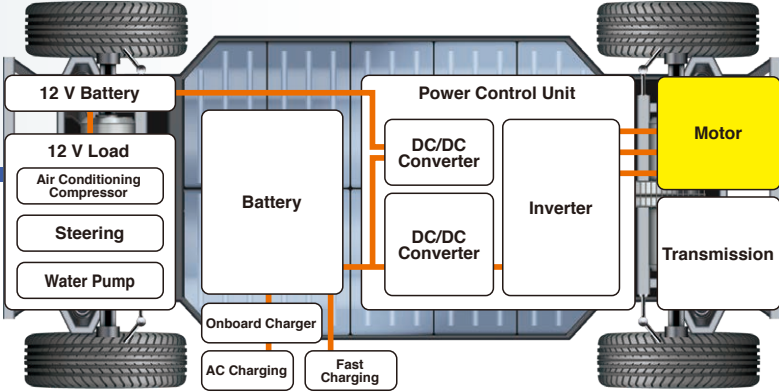 12 V Battery
12 V Load
Air Conditioning
Compressor
Steering
Water Pump
Battery
Onboard Charger
AC Charging
Fast
Charging
Power Control Unit
DC/DC
Converter
DC/DC
Converter
Inverter
Motor
Transmission